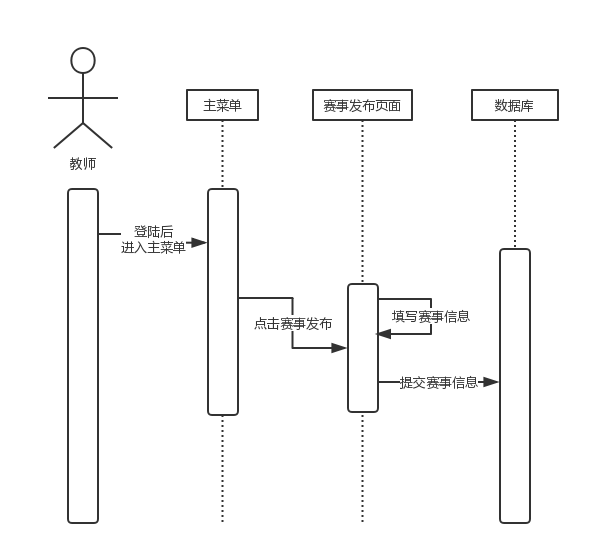 主菜单
赛事发布页面
数据库
教师
登陆后
进入主菜单
点击赛事发布
填写赛事信息
提交赛事信息